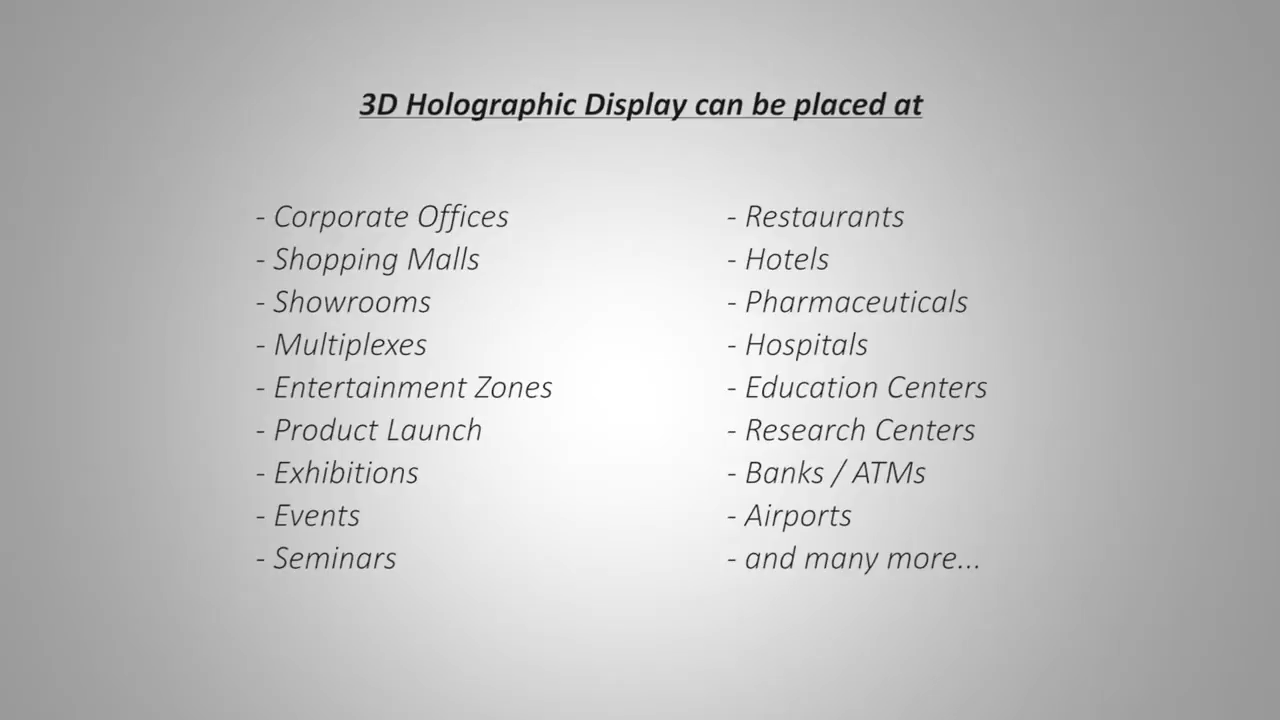 3D Holographic Display can be placed at
- Corporate Offices
- Shopping Malls
- Showrooms
- Multiplexes
- Entertainment Zones
- Product Launch
- Exhibitions
- Events
- Seminars
- Restaurants
- Hotels
- Pharmaceuticals
- Hospitals
- Education Centers
- Research Centers
- Banks / ATMs
- Airports
- and many more...